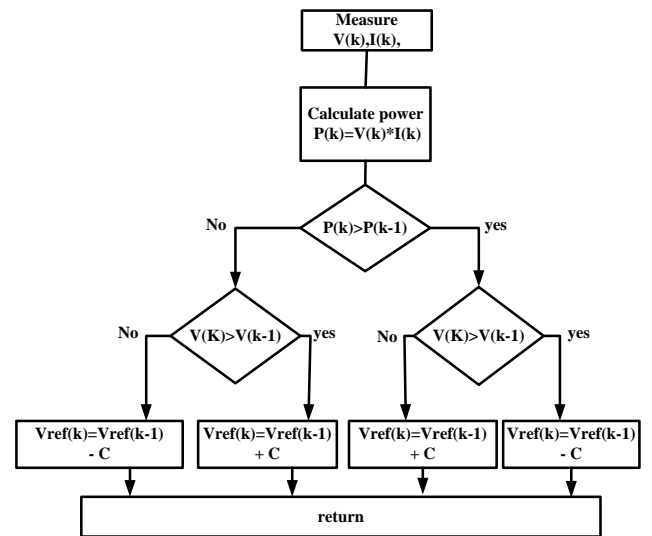 Measure
V(k),I(k),
Calculate power
P(k)=V(k)*I(k)
No
P(k)>P(k-1)
yes
No
V(K)>V(k-1)
yes
No
V(K)>V(k-1)
yes
Vref(k)=Vref(k-1)
- C
Vref(k)=Vref(k-1)
+ C
Vref(k)=Vref(k-1)
+ C
Vref(k)=Vref(k-1)
- C
return